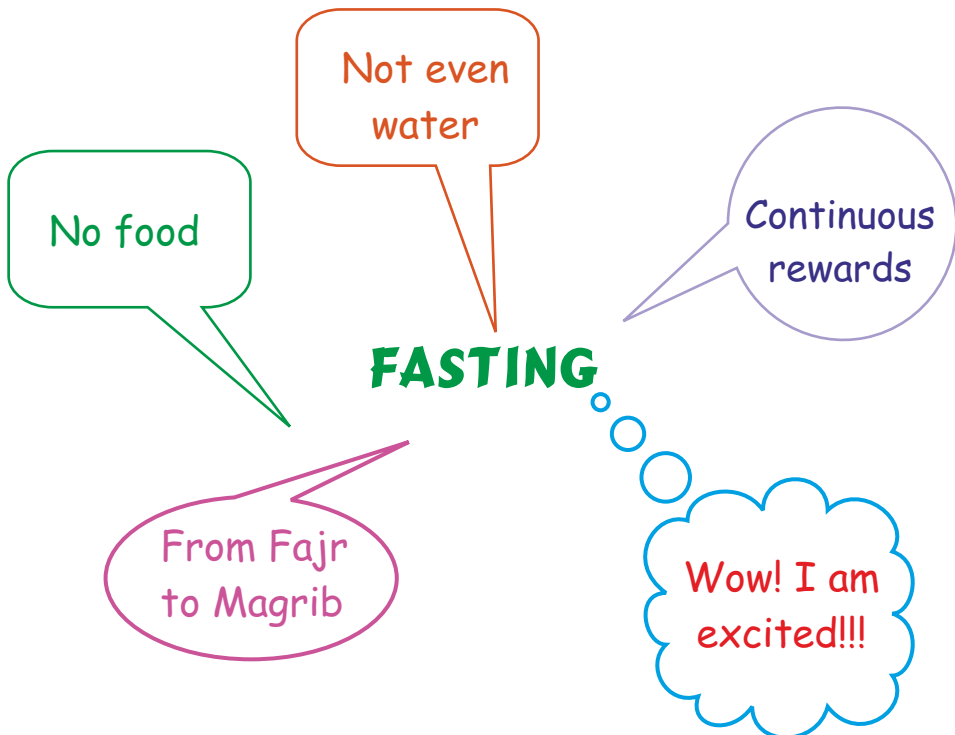 Not even
water
No food
Continuous
rewards
FASTING
From Fajr
to Magrib
Wow! I am
excited!!!